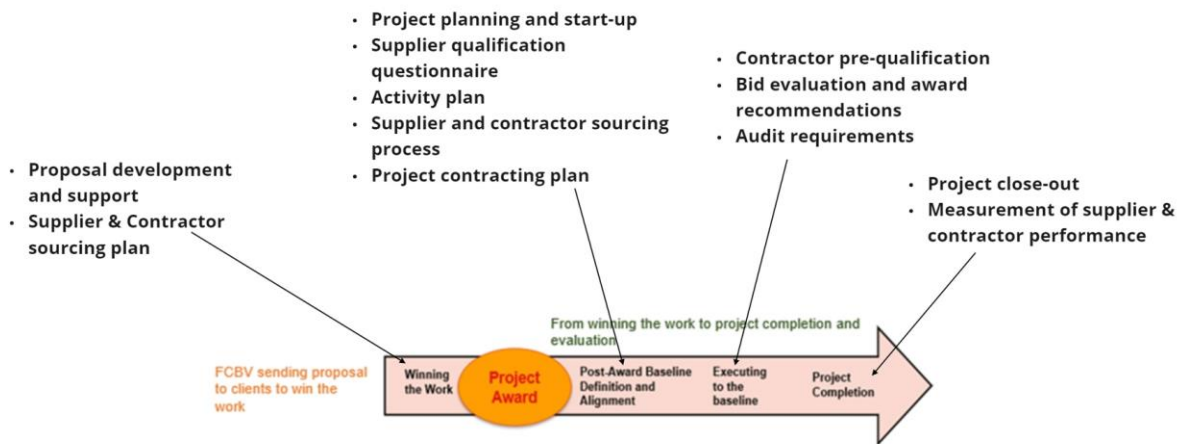 • Project planning and start-up
• Supplier qualification
questionnaire
• Activity plan
• Supplier and contractor sourcing
process
• Project contracting plan
• Contractor pre-qualification
• Bid evaluation and award
recommendations
• Audit requirements
• Proposal development
and support
• Supplier & Contractor
sourcing plan
• Project close-out
• Measurement of supplier &
contractor performance
From winning the work to project completion and
evaluation
FCBV sending proposal
to clients to win the
work
Winning
the Work
Project
Award
Post-Award Baseline
Definition and
Alignment
Executing
to the
baseline
Project
Completion